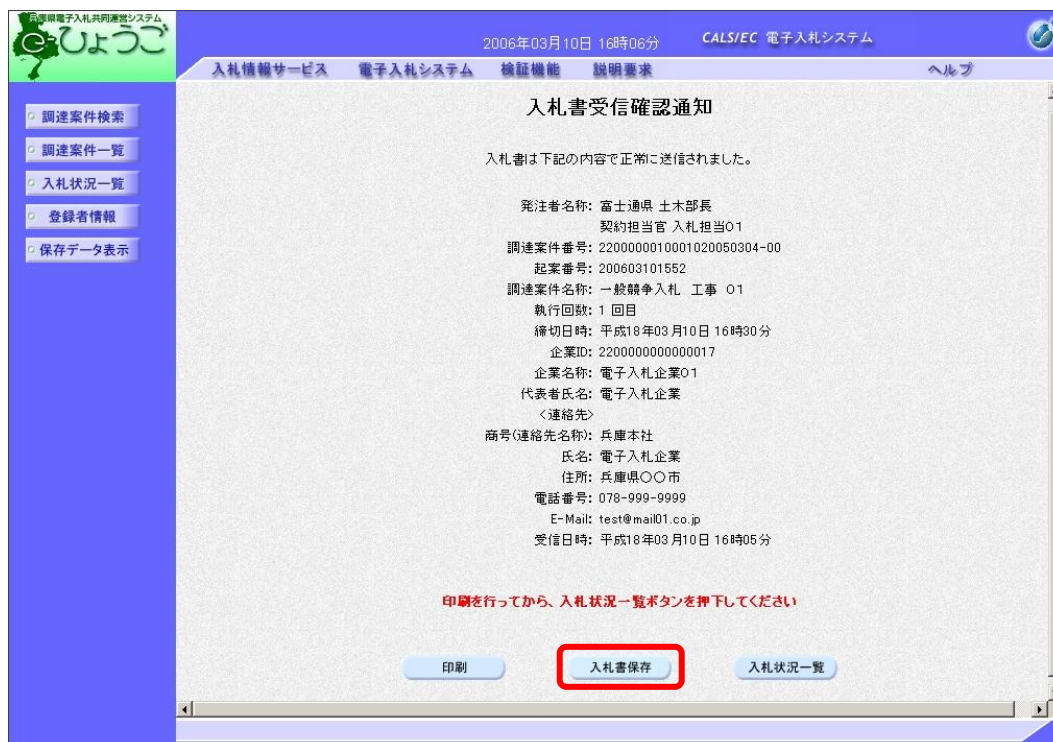 兵庫県電子入札共同運営システム
eひょうご
2006年03月10日 16時06分
CALS/EC 電子入札システム
入札情報サービス 電子入札システム 検証機能 説明要求 ヘルプ
調達案件検索
調達案件一覧
入札状況一覧
登録者情報
保存データ表示
入札書受信確認通知
入札書は下記の内容で正常に送信されました。
発注者名称: 富士通県 土木部長
契約担当官 入札担当01
調達案件番号: 2200000010001020050304-00
起案番号: 200603101552
調達案件名称: 一般競争入札 工事 01
執行回数: 1 回目
締切日時: 平成18年03月10日 16時30分
企業ID: 2200000000000017
企業名称: 電子入札企業01
代表者氏名: 電子入札企業
<連絡先>
商号(連絡先名称): 兵庫本社
氏名: 電子入札企業
住所: 兵庫県○○市
電話番号: 078-999-9999
E-Mail: test@mail01.co.jp
受信日時: 平成18年03月10日 16時05分
印刷を行ってから、入札状況一覧ボタンを押下してください
印刷 入札書保存 入札状況一覧